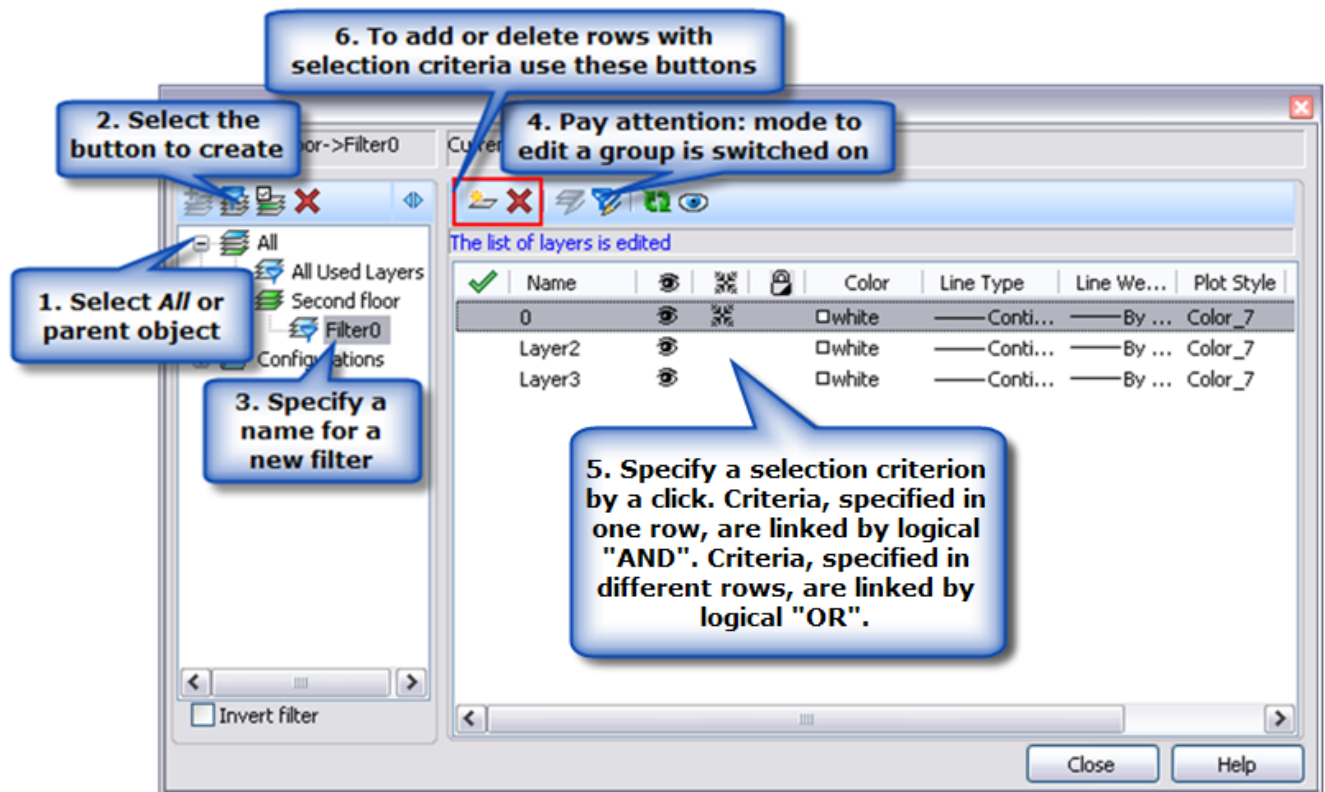 6. To add or delete rows with
selection criteria use these buttons
2. Select the
button to create
4. Pay attention: mode to
edit a group is switched on
or->Filter0
The list of layers is edited
All
All Used Layers
Second floor
Filter0
1. Select All or
parent object
3. Specify a
name for a
new filter
Name Color Line Type Line We... Plot Style
0 white Conti... By ... Color_7
Layer2 white Conti... By ... Color_7
Layer3 white Conti... By ... Color_7
5. Specify a selection criterion
by a click. Criteria, specified in
one row, are linked by logical
"AND". Criteria, specified in
different rows, are linked by
logical "OR".
Invert filter
Close Help